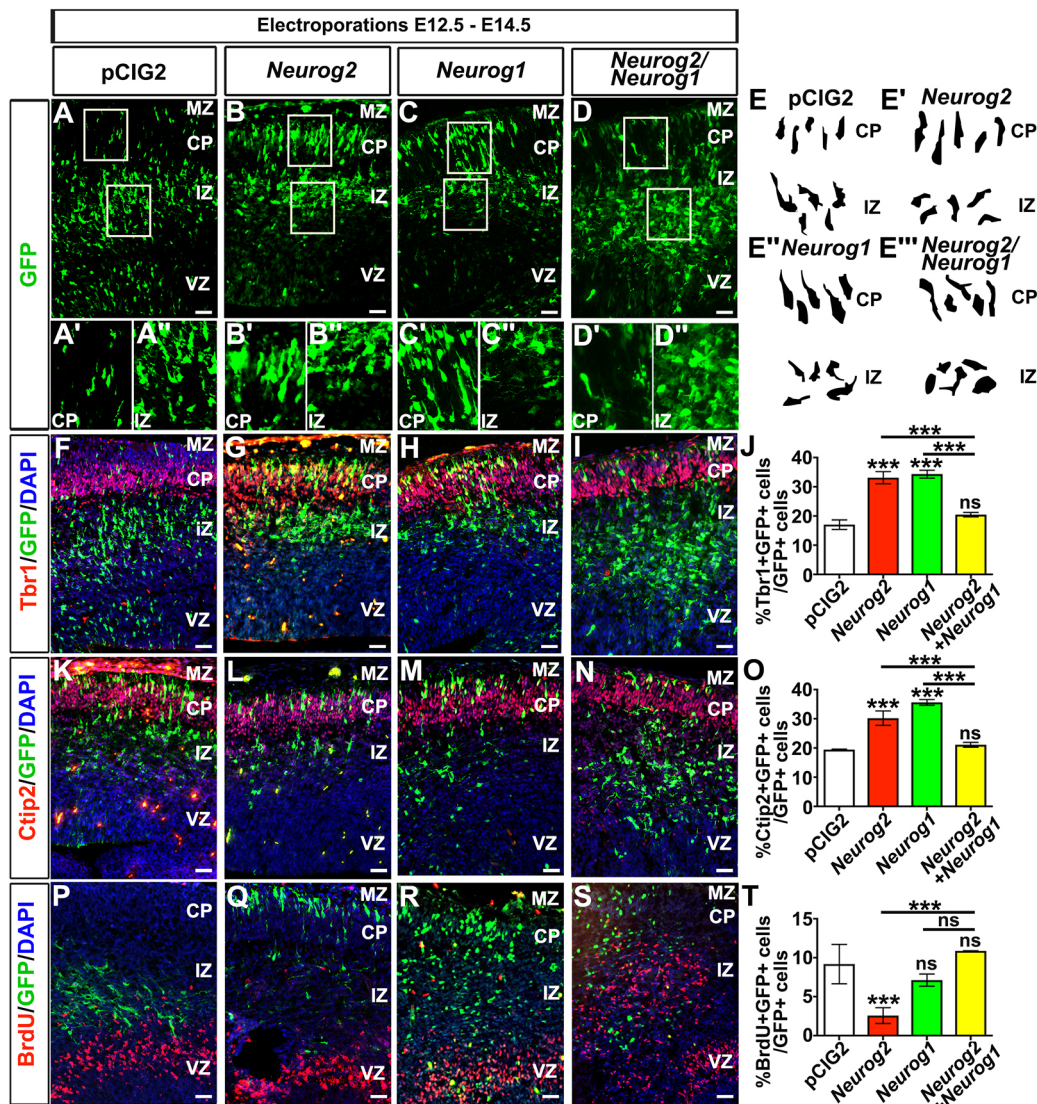 Electroporations E12.5 - E14.5
pCIG2
Neurog2
Neurog1
Neurog2/
Neurog1
GFP
A
MZ
CP
IZ
VZ
B
MZ
CP
IZ
VZ
C
MZ
CP
IZ
VZ
D
MZ
CP
IZ
VZ
A'
CP
A"
IZ
B'
CP
B"
IZ
C'
CP
C"
IZ
D'
CP
D"
IZ
E
pCIG2
CP
IZ
E'
Neurog2
CP
IZ
E"
Neurog1
CP
IZ
E'"
Neurog2/
Neurog1
CP
IZ
Tbr1/GFP/DAPI
F
MZ
CP
IZ
VZ
G
MZ
CP
IZ
VZ
H
MZ
CP
IZ
VZ
I
MZ
CP
IZ
VZ
J
%Tbr1+GFP+ cells
/GFP+ cells
40
30
20
10
0
***
***
***
***
ns
pCIG2
Neurog2
Neurog1
Neurog2
+Neurog1
Ctip2/GFP/DAPI
K
MZ
CP
IZ
VZ
L
MZ
CP
IZ
VZ
M
MZ
CP
IZ
VZ
N
MZ
CP
IZ
VZ
O
%Ctip2+GFP+ cells
/GFP+ cells
40
30
20
10
0
***
***
***
***
ns
pCIG2
Neurog2
Neurog1
Neurog2
+Neurog1
BrdU/GFP/DAPI
P
CP
IZ
VZ
Q
MZ
CP
IZ
VZ
R
MZ
CP
IZ
VZ
S
MZ
CP
IZ
VZ
T
%BrdU+GFP+ cells
/GFP+ cells
15
10
5
0
***
ns
***
ns
ns
pCIG2
Neurog2
Neurog1
Neurog2
+Neurog1